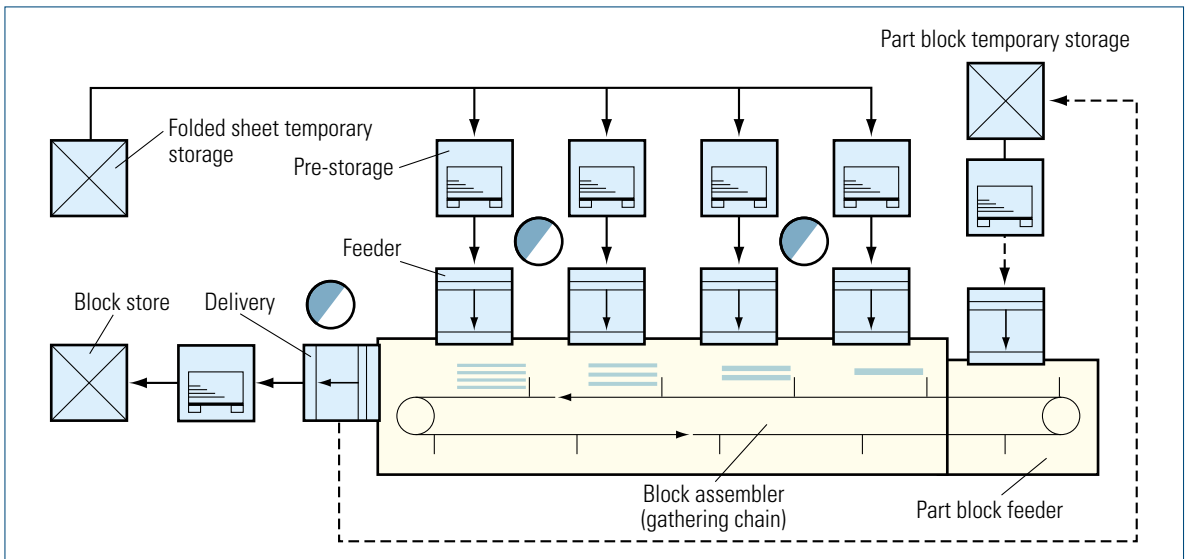 Part block temporary storage
Folded sheet temporary
storage
Pre-storage
Feeder
Block store
Delivery
Block assembler
(gathering chain)
Part block feeder